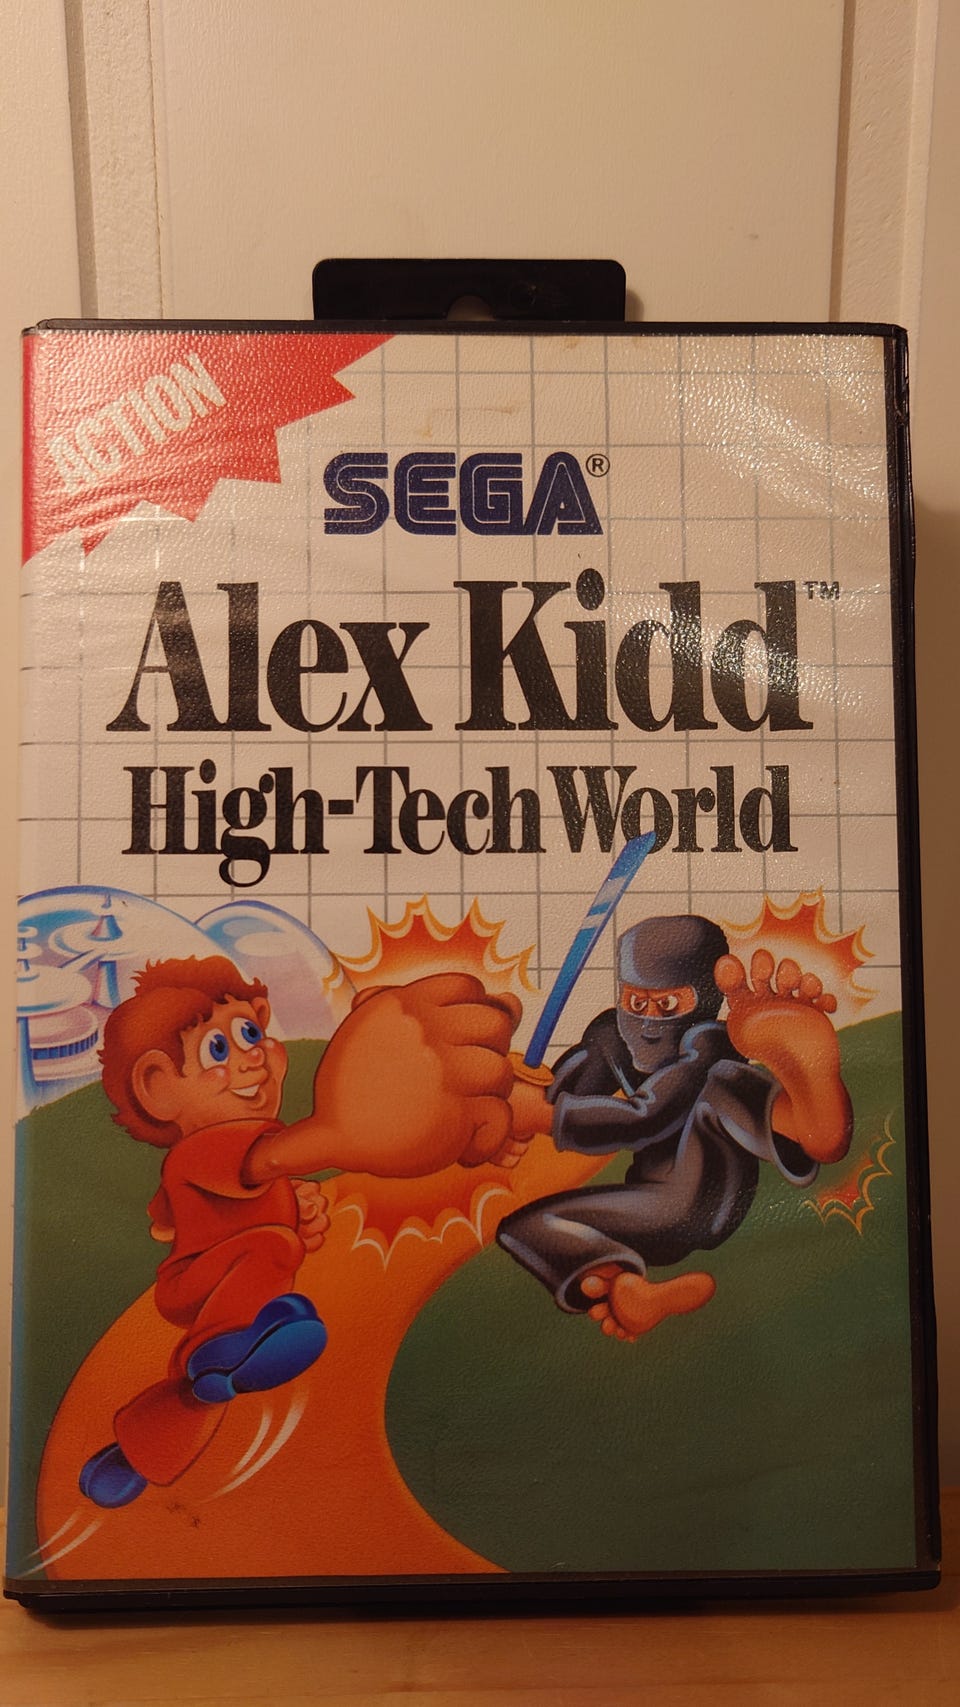 ACTION
SEGA®
Alex Kidd™
High-Tech World